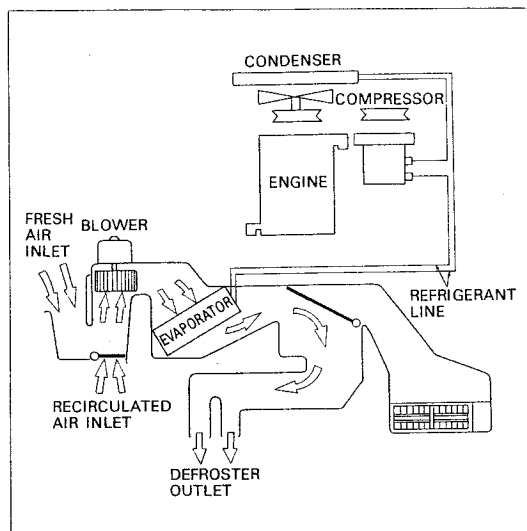 CONDENSER
COMPRESSOR
ENGINE
FRESH
AIR
INLET
BLOWER
EVAPORATOR
REFRIGERANT
LINE
RECIRCULATED
AIR INLET
DEFROSTER
OUTLET